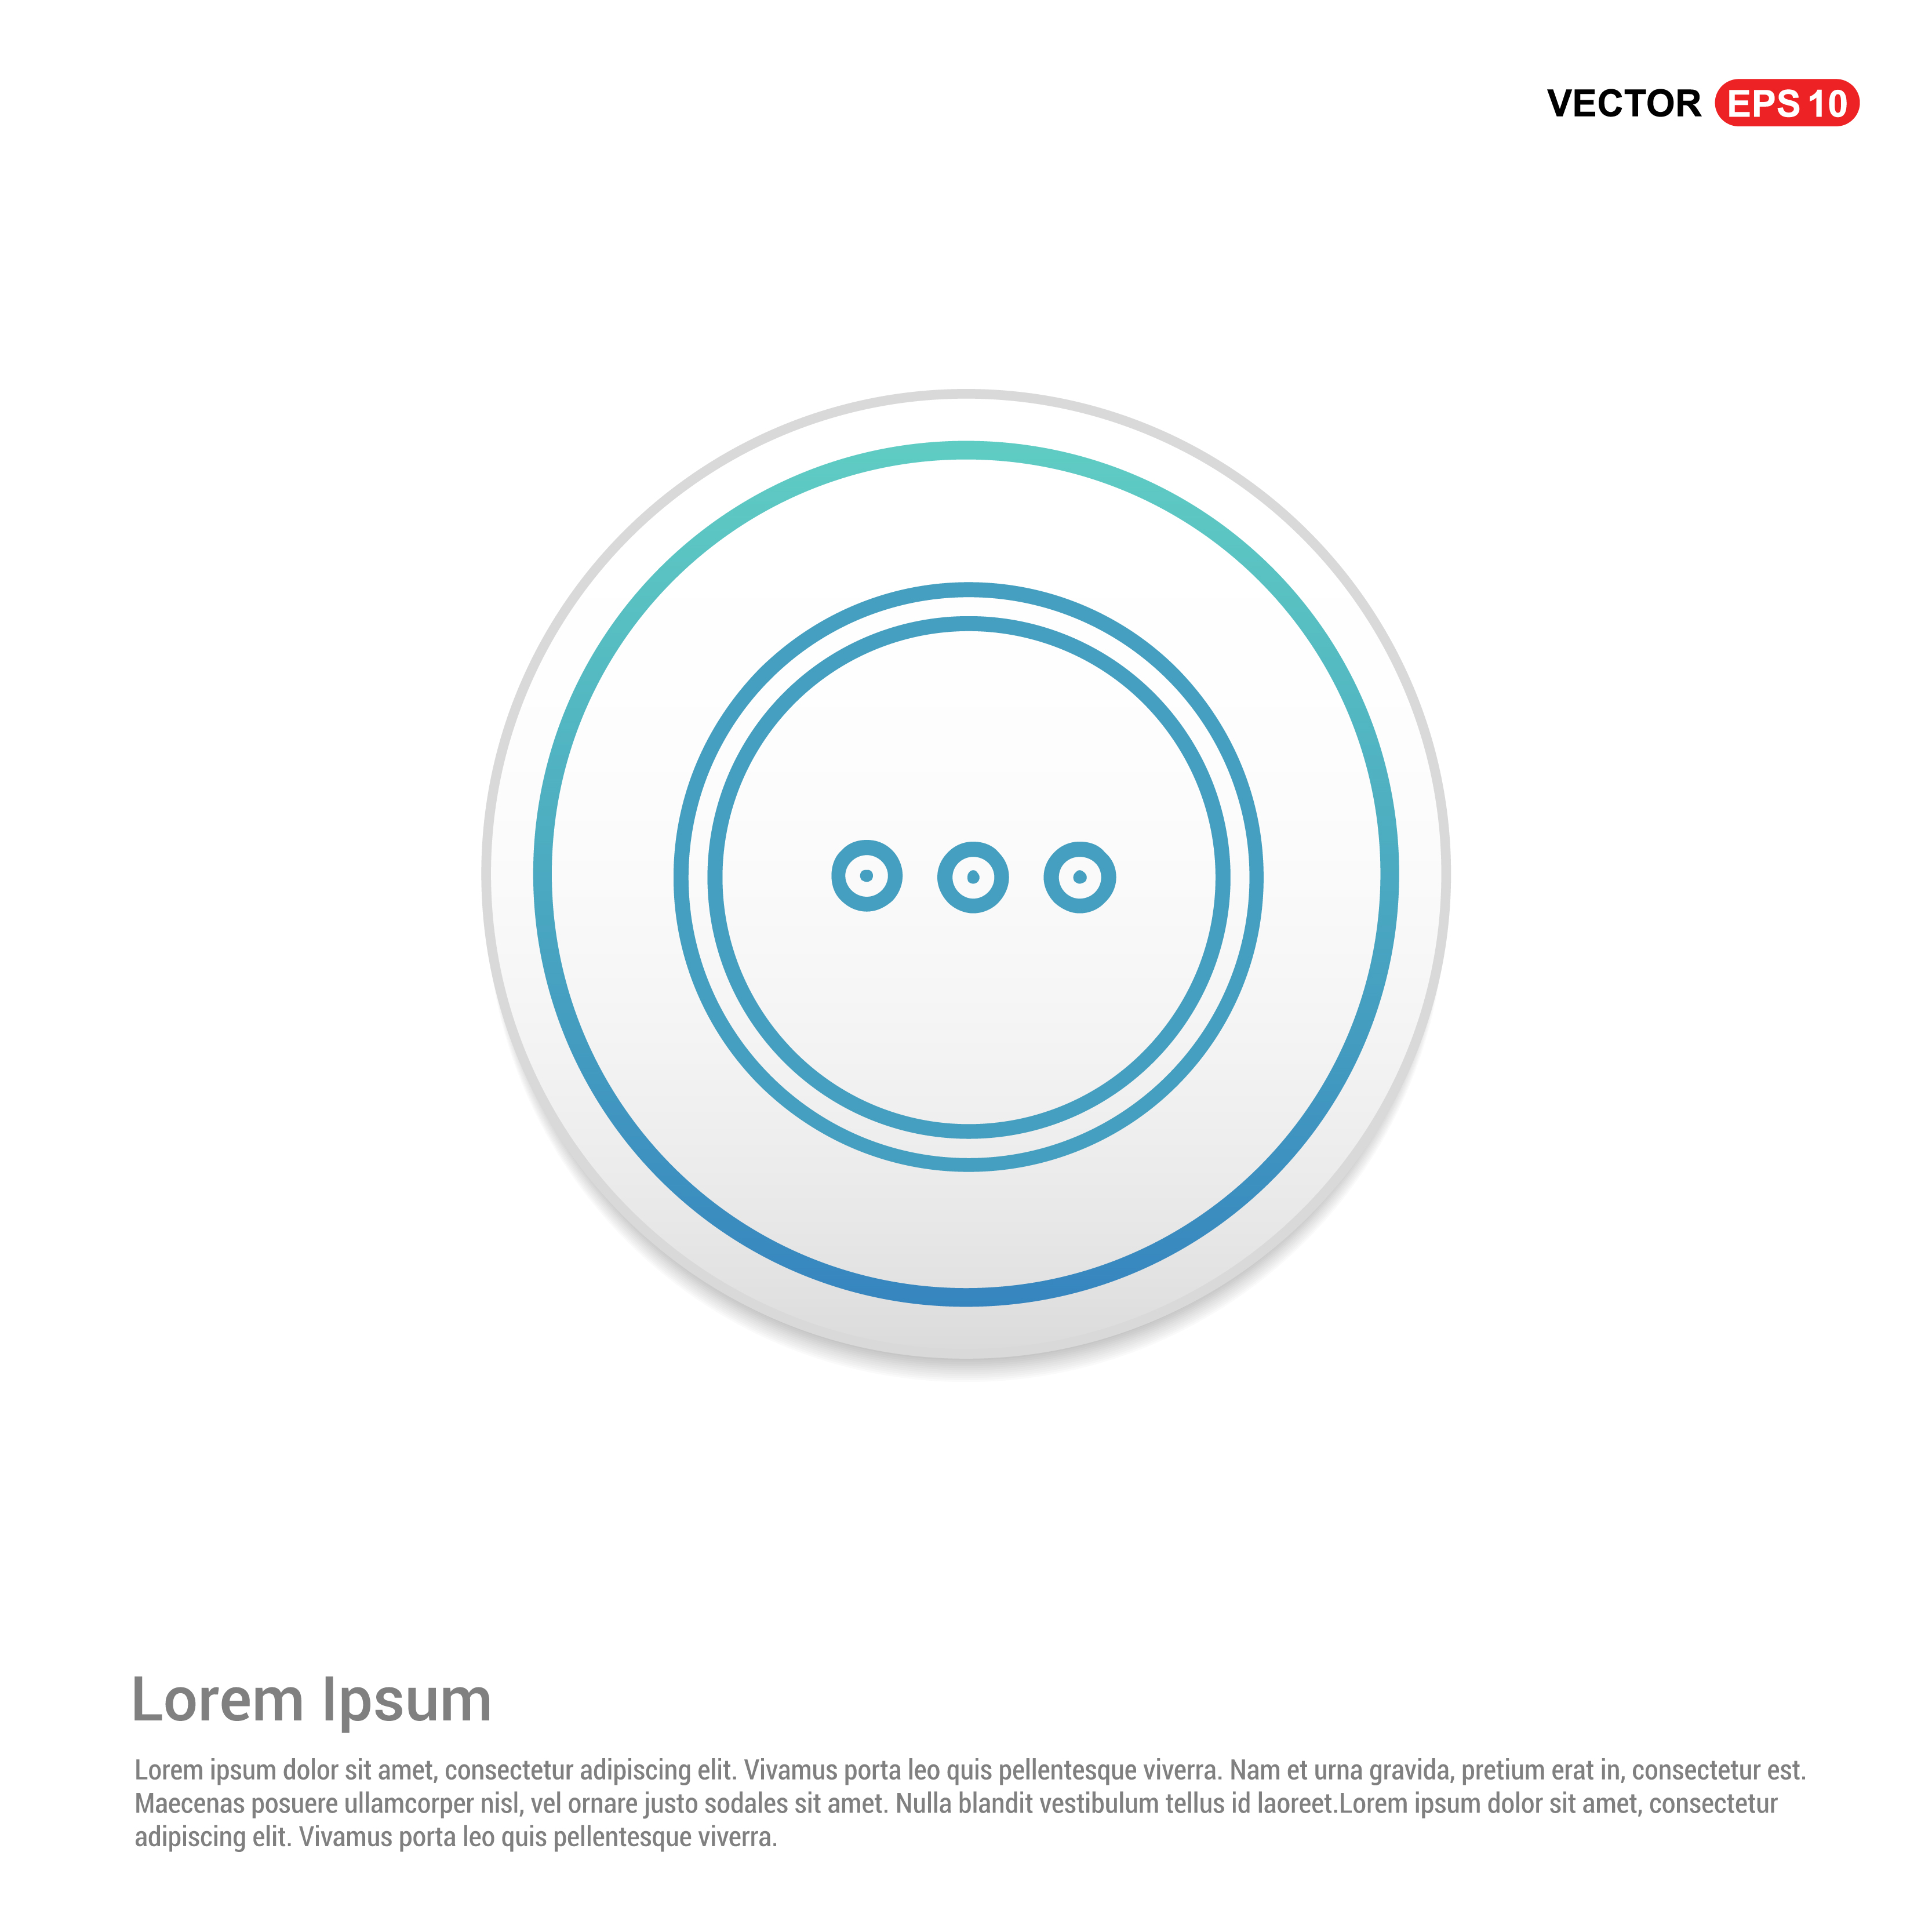 VECTOR EPS 10
Lorem Ipsum
Lorem ipsum dolor sit amet, consectetur adipiscing elit. Vivamus porta leo quis pellentesque viverra. Nam et urna gravida, pretium erat in, consectetur est.
Maecenas posuere ullamcorper nisl, vel ornare justo sodales sit amet. Nulla blandit vestibulum tellus id laoreet.Lorem ipsum dolor sit amet, consectetur
adipiscing elit. Vivamus porta leo quis pellentesque viverra.